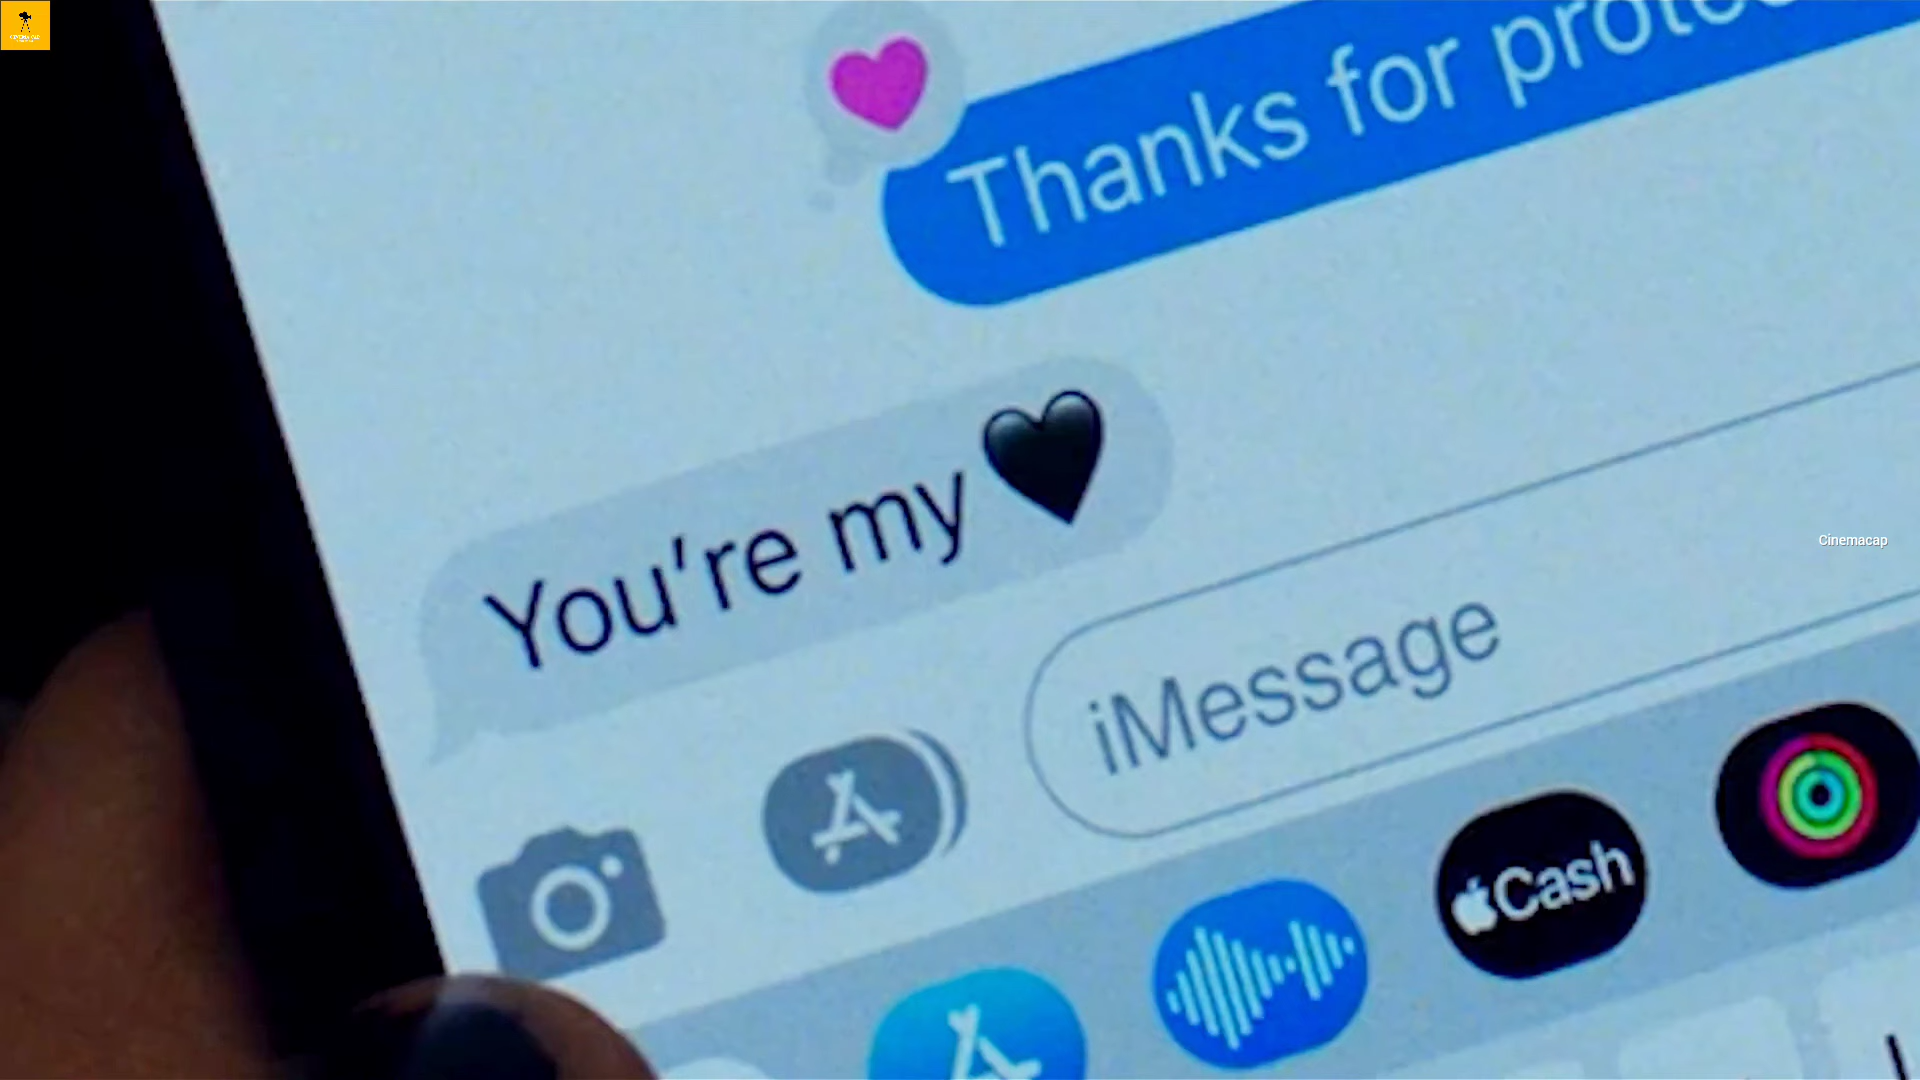 Thanks for prote
You're my 🖤
Cinemacap
iMessage
Cash